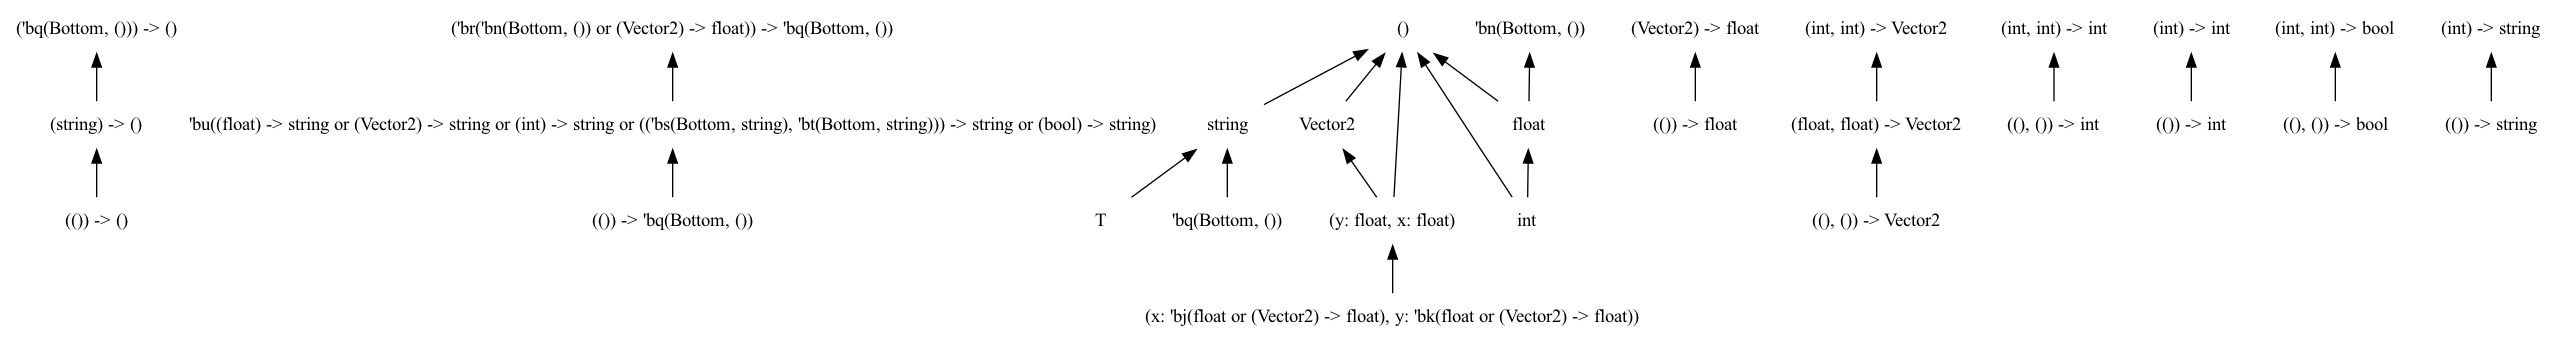 ('bq(Bottom, ())) -> () ('br('bn(Bottom, ()) or (Vector2) -> float)) -> 'bq(Bottom, ()) () 'bn(Bottom, ()) (Vector2) -> float (int, int) -> Vector2 (int, int) -> int (int) -> int (int, int) -> bool (int) -> string
(string) -> () 'bu((float) -> string or (Vector2) -> string or (int) -> string or (('bs(Bottom, string), 'bt(Bottom, string))) -> string or (bool) -> string) string Vector2 float (()) -> float (float, float) -> Vector2 ((), ()) -> int (()) -> int ((), ()) -> bool (()) -> string
(()) -> () (()) -> 'bq(Bottom, ()) T 'bq(Bottom, ()) (y: float, x: float) int ((), ()) -> Vector2
(x: 'bj(float or (Vector2) -> float), y: 'bk(float or (Vector2) -> float))